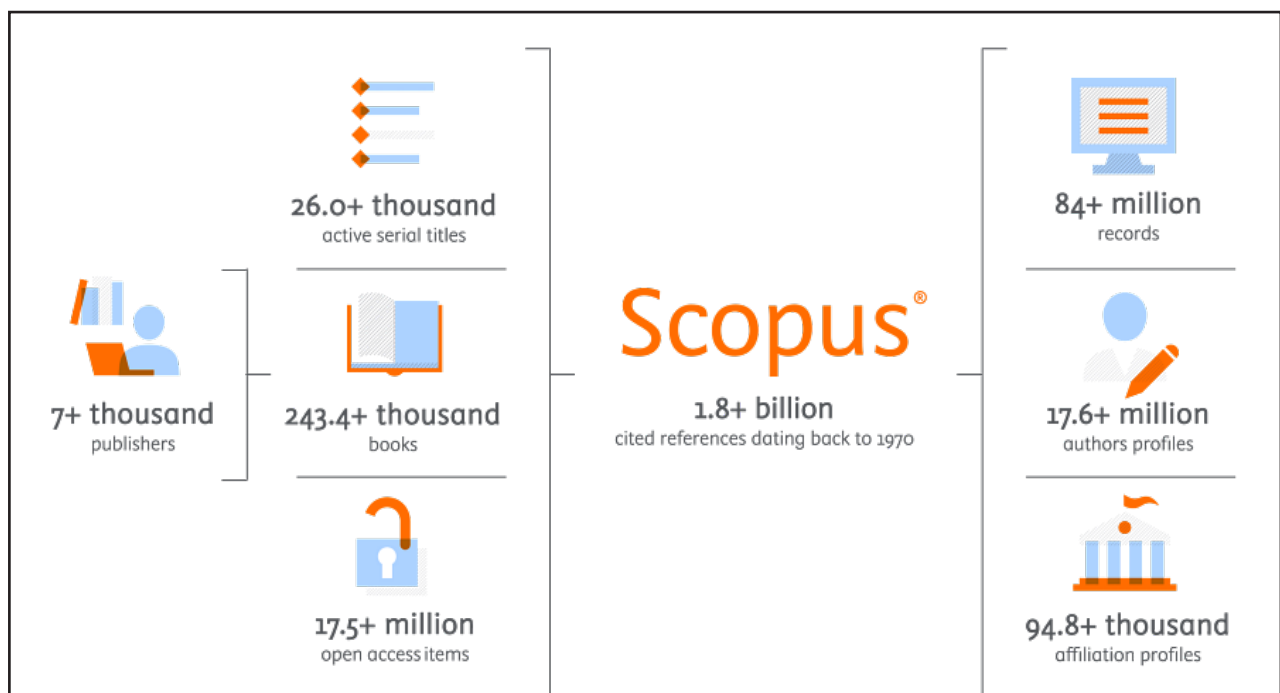 7+ thousand
publishers
26.0+ thousand
active serial titles
243.4+ thousand
books
17.5+ million
open access items
Scopus®
1.8+ billion
cited references dating back to 1970
84+ million
records
17.6+ million
authors profiles
94.8+ thousand
affiliation profiles